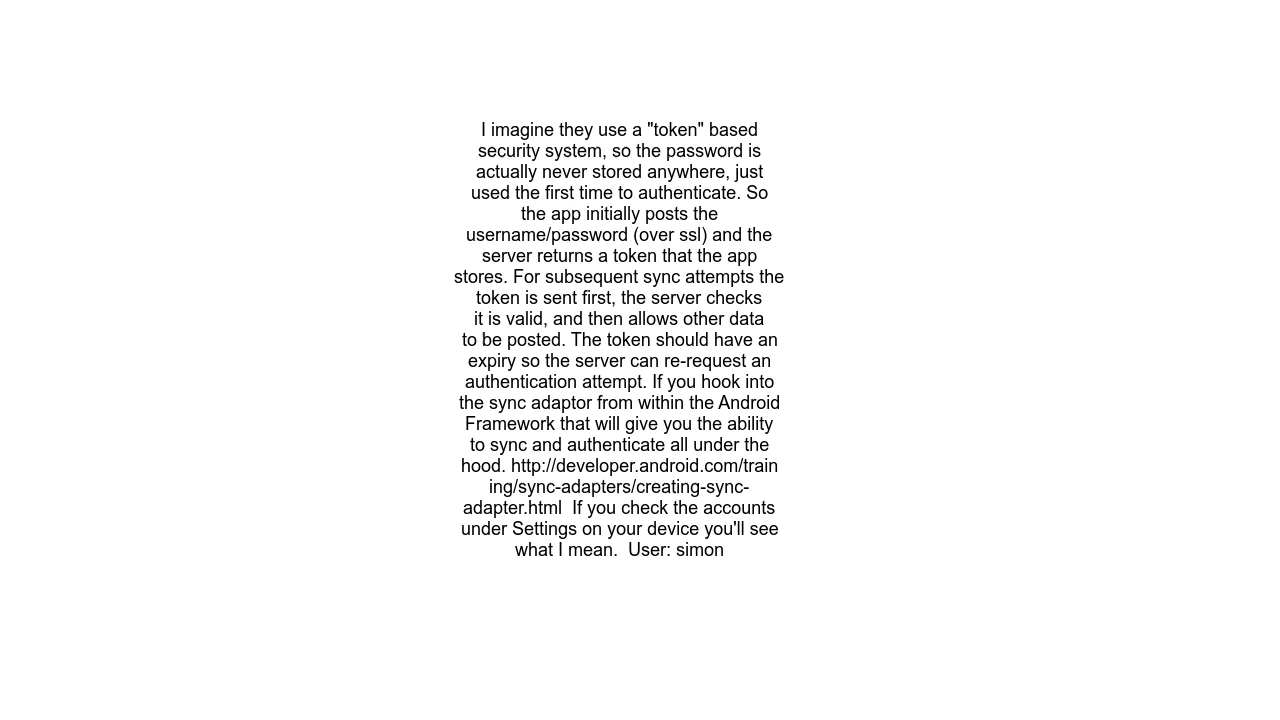 I imagine they use a "token" based
security system, so the password is
actually never stored anywhere, just
used the first time to authenticate. So
the app initially posts the
username/password (over ssl) and the
server returns a token that the app
stores. For subsequent sync attempts the
token is sent first, the server checks
it is valid, and then allows other data
to be posted. The token should have an
expiry so the server can re-request an
authentication attempt. If you hook into
the sync adaptor from within the Android
Framework that will give you the ability
to sync and authenticate all under the
hood. http://developer.android.com/train
ing/sync-adapters/creating-sync-
adapter.html  If you check the accounts
under Settings on your device you'll see
what I mean.  User: simon